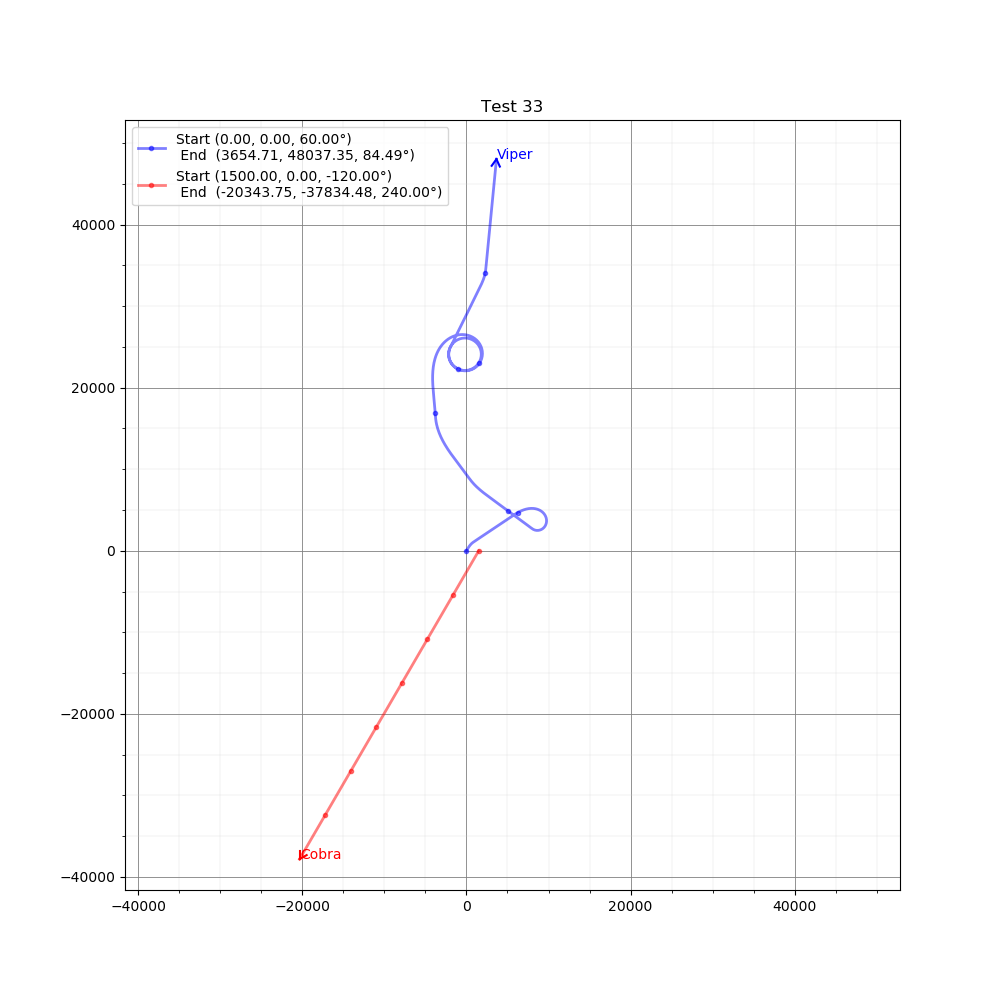 Test 33
Start (0.00, 0.00, 60.00°)
End (3654.71, 48037.35, 84.49°)
Start (1500.00, 0.00, -120.00°)
End (-20343.75, -37834.48, 240.00°)
Viper
40000
20000
0
−20000
Cobra
−40000
−40000 −20000 0 20000 40000